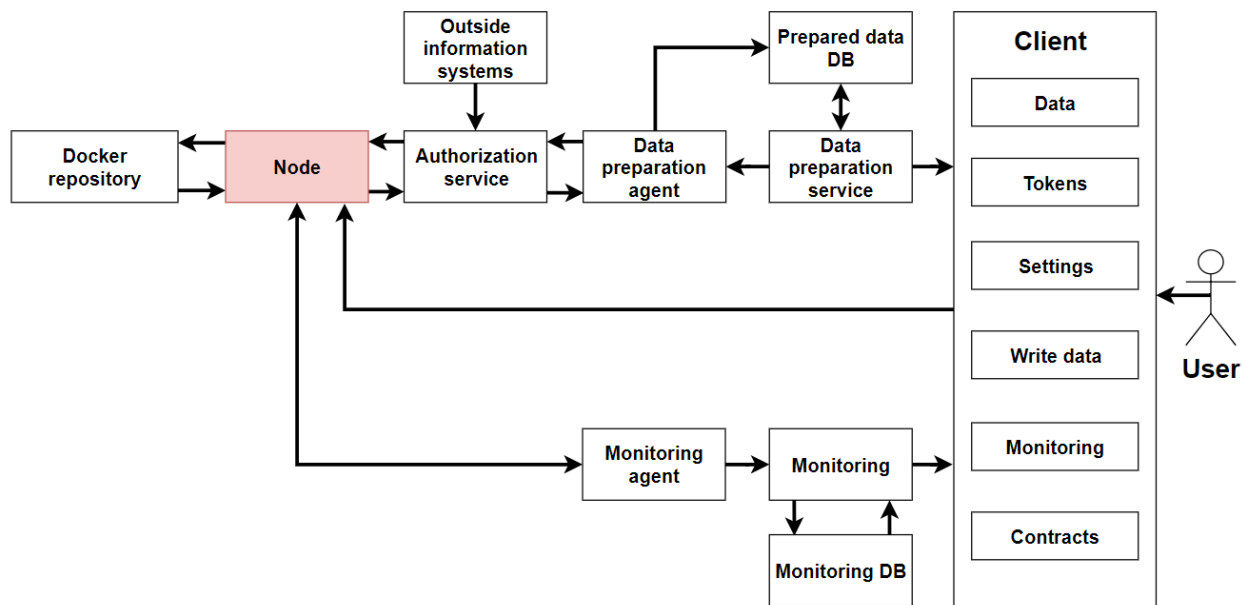 Outside
information
systems
Prepared data
DB
Client
Data
Docker
repository
Node
Authorization
service
Data
preparation
agent
Data
preparation
service
Tokens
Settings
Write data
User
Monitoring
agent
Monitoring
Monitoring
Contracts
Monitoring DB